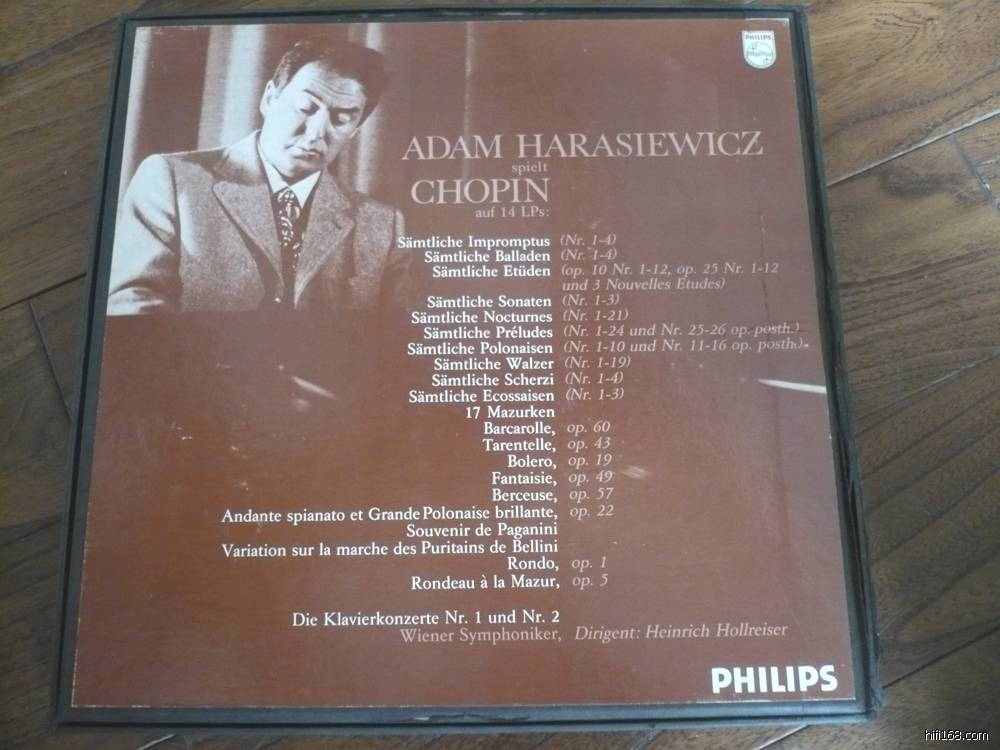 PHILIPS
ADAM HARASIEWICZ
spielt
CHOPIN
auf 14 LPs:
Sämtliche Impromptus (Nr. 1-4)
Sämtliche Balladen (Nr. 1-4)
Sämtliche Etüden (op. 10 Nr. 1-12, op. 25 Nr. 1-12
und 3 Nouvelles Etudes)
Sämtliche Sonaten (Nr. 1-3)
Sämtliche Nocturnes (Nr. 1-21)
Sämtliche Préludes (Nr. 1-24 und Nr. 25-26 op. posth.)
Sämtliche Polonaisen (Nr. 1-10 und Nr. 11-16 op. posth.)
Sämtliche Walzer (Nr. 1-19)
Sämtliche Scherzi (Nr. 1-4)
Sämtliche Ecossaisen (Nr. 1-3)
17 Mazurken
Barcarolle, op. 60
Tarentelle, op. 43
Bolero, op. 19
Fantaisie, op. 49
Berceuse, op. 57
Andante spianato et Grande Polonaise brillante, op. 22
Souvenir de Paganini
Variation sur la marche des Puritains de Bellini
Rondo, op. 1
Rondeau à la Mazur, op. 5
Die Klavierkonzerte Nr. 1 und Nr. 2
Wiener Symphoniker, Dirigent: Heinrich Hollreiser
PHILIPS
hifi168.com